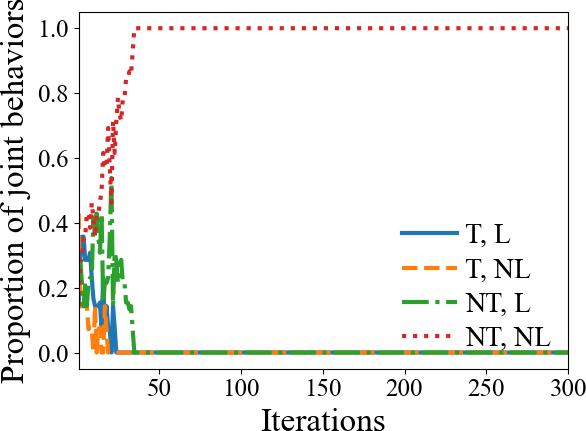 Proportion of joint behaviors
1.0
0.8
0.6
0.4
0.2
0.0
T, L
T, NL
NT, L
NT, NL
50 100 150 200 250 300
Iterations